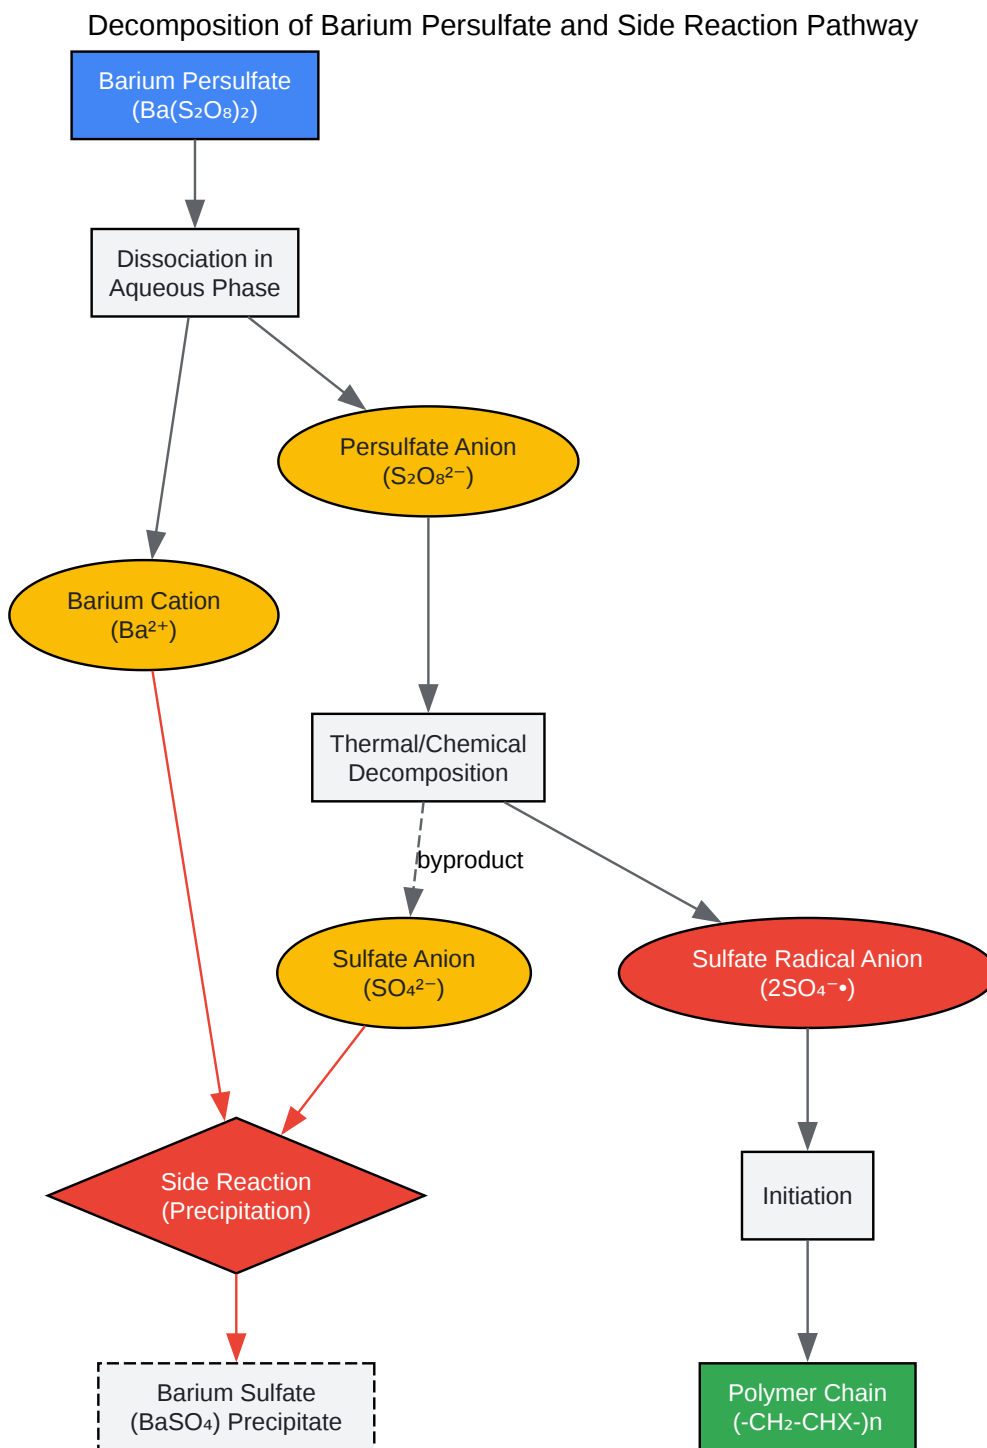 Decomposition of Barium Persulfate and Side Reaction Pathway
Barium Persulfate
(Ba(S₂O₈)₂)
Dissociation in
Aqueous Phase
Persulfate Anion
(S₂O₈²⁻)
Barium Cation
(Ba²⁺)
Thermal/Chemical
Decomposition
byproduct
Sulfate Anion
(SO₄²⁻)
Sulfate Radical Anion
(2SO₄⁻•)
Side Reaction
(Precipitation)
Initiation
Barium Sulfate
(BaSO₄) Precipitate
Polymer Chain
(-CH₂-CHX-)n